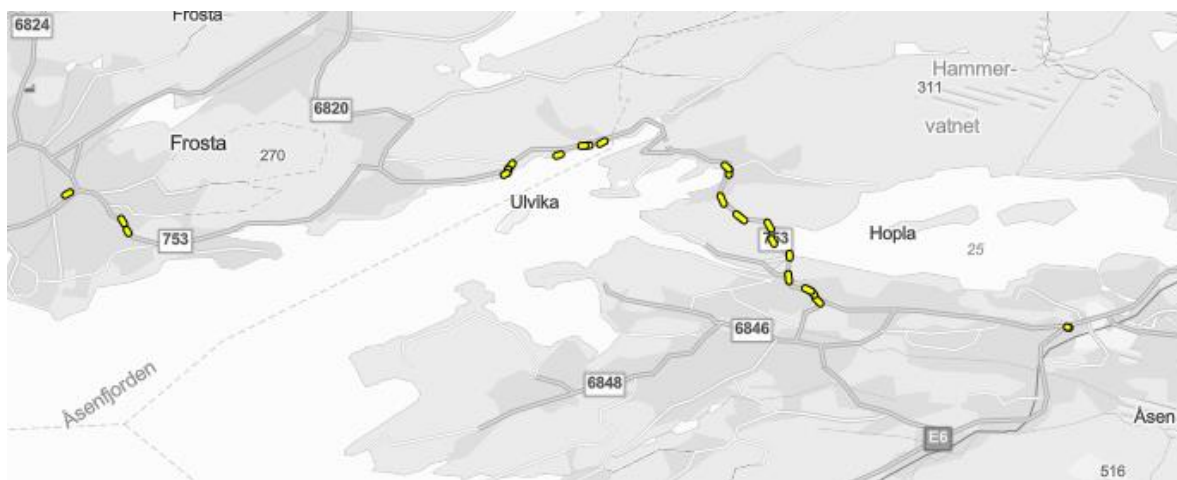 Frosta
6824
Hammer-
311
vatnet
6820
Frosta
270
Ulvika
753
753
Hopla
25
6846
6848
Åsenfjorden
Åsen
E6
516